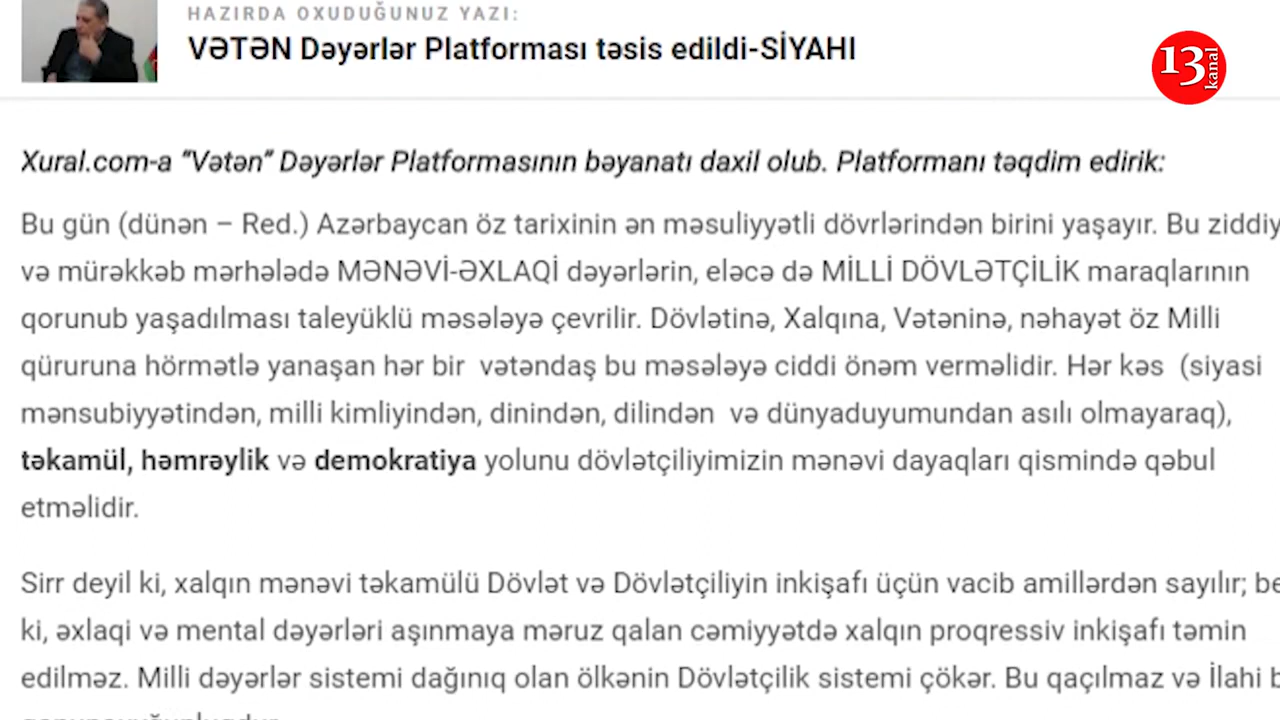 HAZIRDA OXUDUĞUNUZ YAZI:
VƏTƏN Dəyərlər Platforması təsis edildi-SİYAHI
13 kanal
Xural.com-a “Vətən” Dəyərlər Platformasının bəyanatı daxil olub. Platformanı təqdim edirik:
Bu gün (dünən – Red.) Azərbaycan öz tarixinin ən məsuliyyətli dövrlərindən birini yaşayır. Bu ziddiy
və mürəkkəb mərhələdə MƏNƏVİ-ƏXLAQİ dəyərlərin, eləcə də MİLLİ DÖVLƏTÇİLİK maraqlarının
qorunub yaşadılması taleyüklü məsələyə çevrilir. Dövlətinə, Xalqına, Vətəninə, nəhayət öz Milli
qüruruna hörmətlə yanaşan hər bir vətəndaş bu məsələyə ciddi önəm verməlidir. Hər kəs (siyasi
mənsubiyyətindən, milli kimliyindən, dinindən, dilindən və dünyaduyumundan asılı olmayaraq),
təkamül, həmrəylik və demokratiya yolunu dövlətçiliyimizin mənəvi dayaqları qismində qəbul
etməlidir.
Sirr deyil ki, xalqın mənəvi təkamülü Dövlət və Dövlətçiliyin inkişafı üçün vacib amillərdən sayılır; be
ki, əxlaqi və mental dəyərləri aşınmaya məruz qalan cəmiyyətdə xalqın proqressiv inkişafı təmin
edilməz. Milli dəyərlər sistemi dağınıq olan ölkənin Dövlətçilik sistemi çökər. Bu qaçılmaz və İlahi b